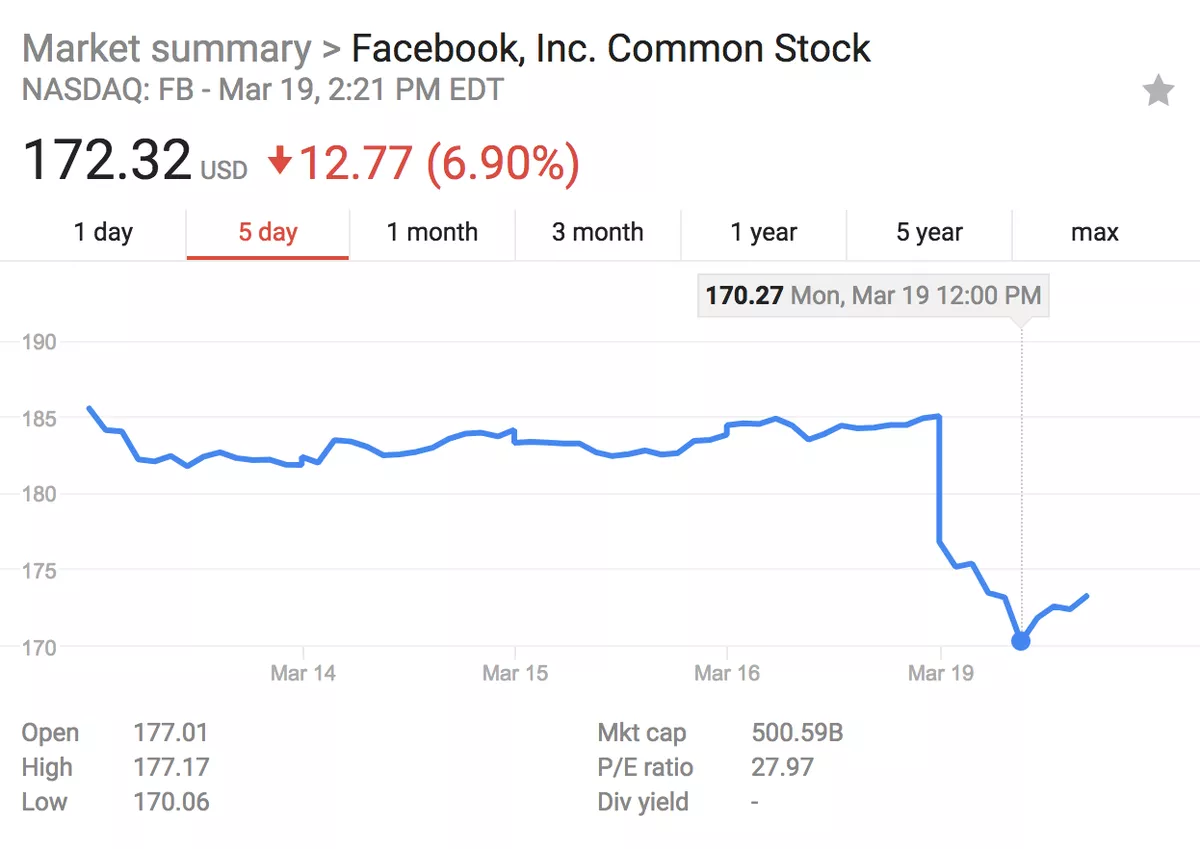 Market summary > Facebook, Inc. Common Stock
NASDAQ: FB - Mar 19, 2:21 PM EDT
172.32 USD 12.77 (6.90%)
1 day 5 day 1 month 3 month 1 year 5 year max
170.27 Mon, Mar 19 12:00 PM
190
185
180
175
170
Mar 14 Mar 15 Mar 16 Mar 19
Open 177.01 Mkt cap 500.59B
High 177.17 P/E ratio 27.97
Low 170.06 Div yield -